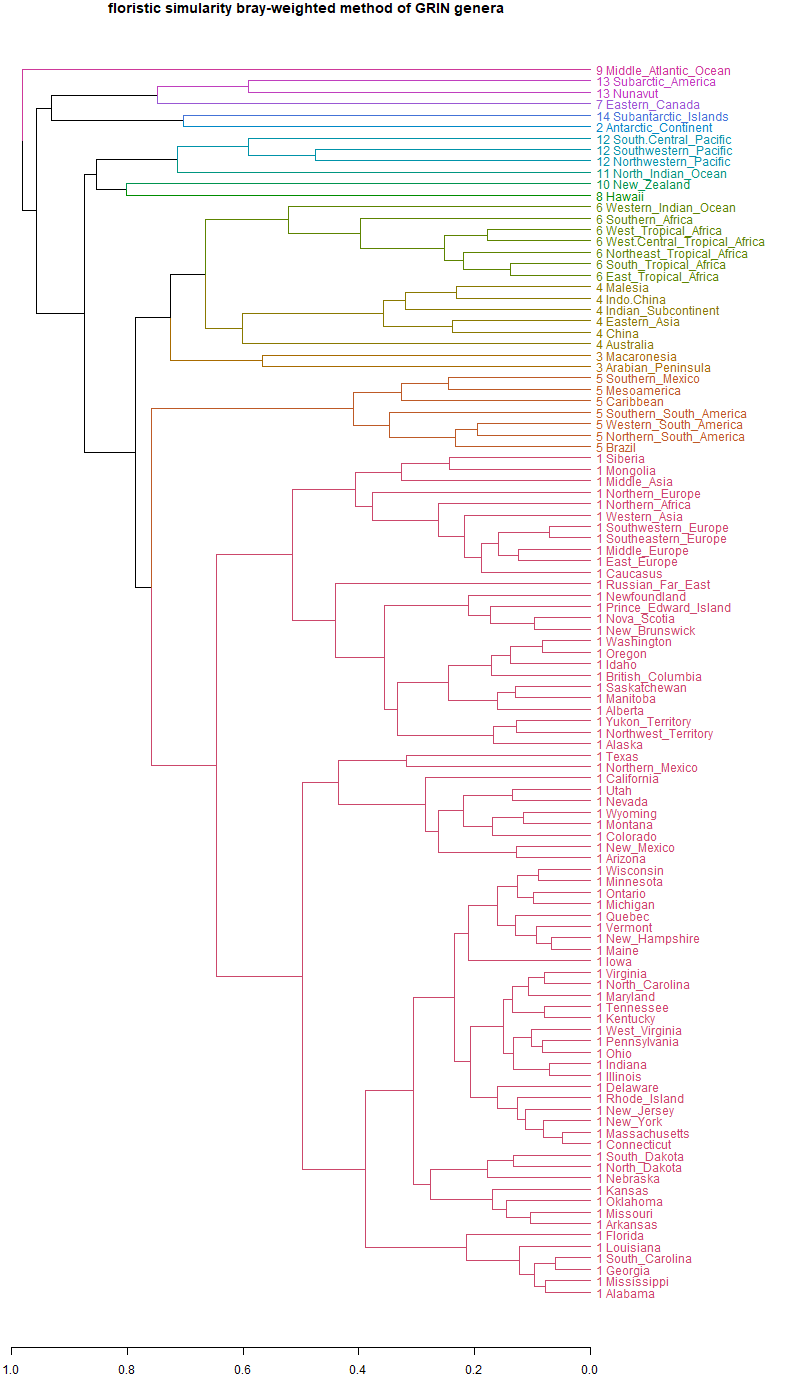 floristic simularity bray-weighted method of GRIN genera
9 Middle_Atlantic_Ocean
13 Subarctic_America
13 Nunavut
7 Eastern_Canada
14 Subantarctic_Islands
2 Antarctic_Continent
12 South.Central_Pacific
12 Southwestern_Pacific
12 Northwestern_Pacific
11 North_Indian_Ocean
10 New_Zealand
8 Hawaii
6 Western_Indian_Ocean
6 Southern_Africa
6 West_Tropical_Africa
6 West.Central_Tropical_Africa
6 Northeast_Tropical_Africa
6 South_Tropical_Africa
6 East_Tropical_Africa
4 Malesia
4 Indo.China
4 Indian_Subcontinent
4 Eastern_Asia
4 China
4 Australia
3 Macaronesia
3 Arabian_Peninsula
5 Southern_Mexico
5 Mesoamerica
5 Caribbean
5 Southern_South_America
5 Western_South_America
5 Northern_South_America
5 Brazil
1 Siberia
1 Mongolia
1 Middle_Asia
1 Northern_Europe
1 Northern_Africa
1 Western_Asia
1 Southwestern_Europe
1 Southeastern_Europe
1 Middle_Europe
1 East_Europe
1 Caucasus
1 Russian_Far_East
1 Newfoundland
1 Prince_Edward_Island
1 Nova_Scotia
1 New_Brunswick
1 Washington
1 Oregon
1 Idaho
1 British_Columbia
1 Saskatchewan
1 Manitoba
1 Alberta
1 Yukon_Territory
1 Northwest_Territory
1 Alaska
1 Texas
1 Northern_Mexico
1 California
1 Utah
1 Nevada
1 Wyoming
1 Montana
1 Colorado
1 New_Mexico
1 Arizona
1 Wisconsin
1 Minnesota
1 Ontario
1 Michigan
1 Quebec
1 Vermont
1 New_Hampshire
1 Maine
1 Iowa
1 Virginia
1 North_Carolina
1 Maryland
1 Tennessee
1 Kentucky
1 West_Virginia
1 Pennsylvania
1 Ohio
1 Indiana
1 Illinois
1 Delaware
1 Rhode_Island
1 New_Jersey
1 New_York
1 Massachusetts
1 Connecticut
1 South_Dakota
1 North_Dakota
1 Nebraska
1 Kansas
1 Oklahoma
1 Missouri
1 Arkansas
1 Florida
1 Louisiana
1 South_Carolina
1 Georgia
1 Mississippi
1 Alabama
1.0 0.8 0.6 0.4 0.2 0.0